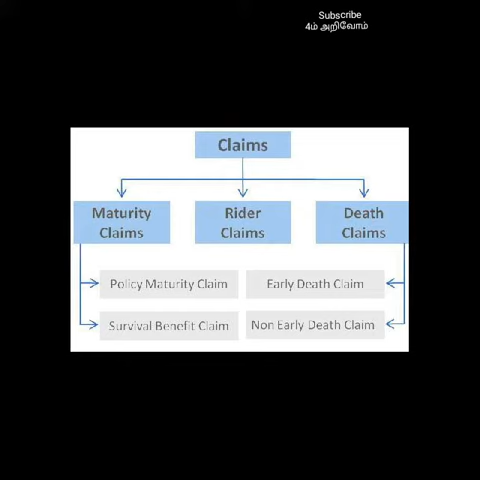 Subscribe
4ம் அறிவோம்
Claims
Maturity
Claims
Rider
Claims
Death
Claims
Policy Maturity Claim
Early Death Claim
Survival Benefit Claim
Non Early Death Claim